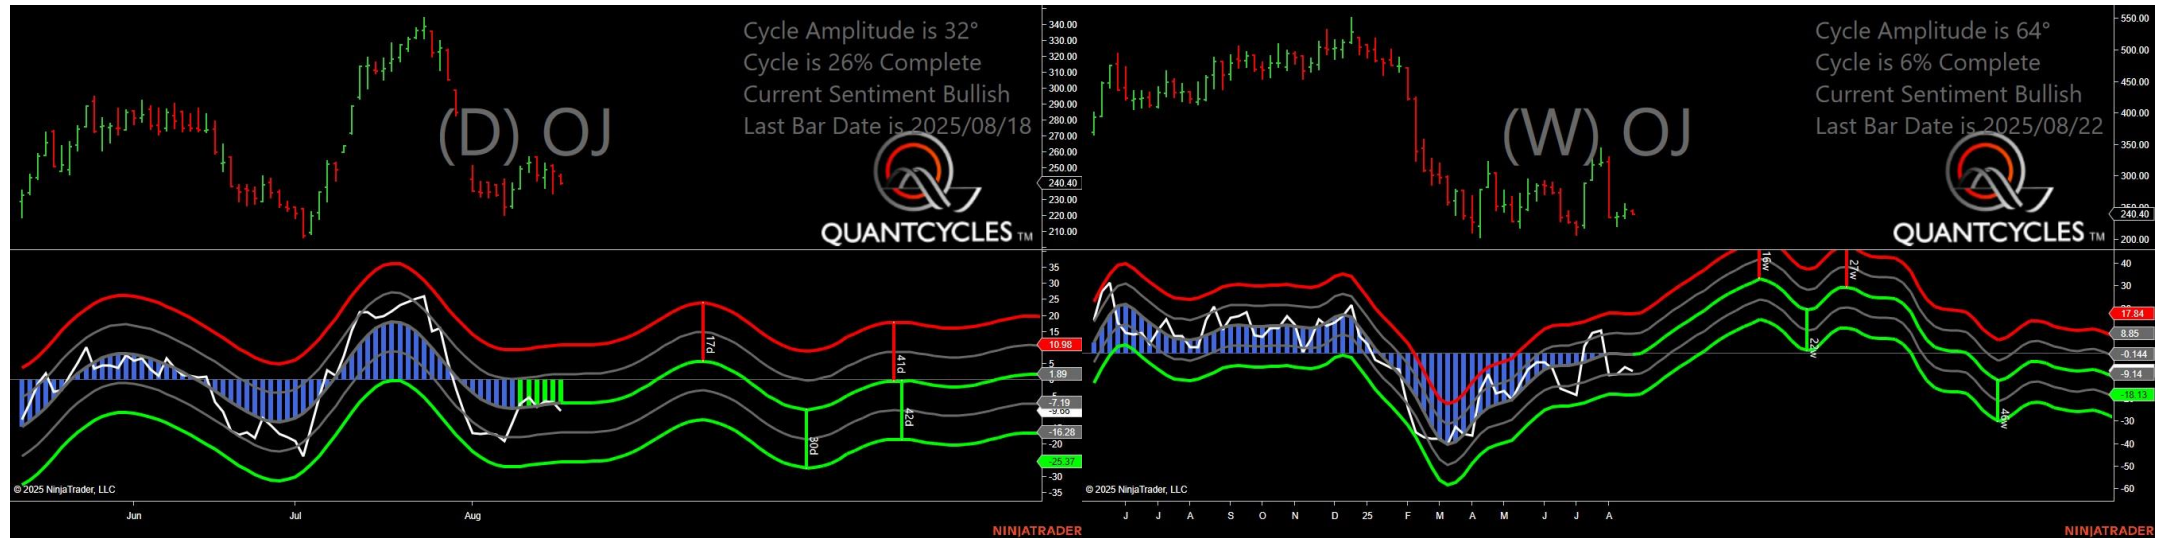 Cycle Amplitude is 32°
Cycle is 26% Complete
Current Sentiment Bullish
Last Bar Date is 2025/08/18
(D) OJ
QUANTCYCLES TM
340.00
330.00
320.00
310.00
300.00
290.00
280.00
270.00
260.00
250.00
240.40
230.00
220.00
210.00
35
30
25
20
15
10.98
5
1.89
-7.19
-9.66
-16.28
-20
-25.37
-30
-35
17d
30d
41d
42d
© 2025 NinjaTrader, LLC
Jun
Jul
Aug
NINJATRADER
Cycle Amplitude is 64°
Cycle is 6% Complete
Current Sentiment Bullish
Last Bar Date is 2025/08/22
(W) OJ
QUANTCYCLES TM
550.00
500.00
450.00
400.00
350.00
300.00
240.40
200.00
40
30
17.84
8.85
-0.144
-9.14
-18.13
-30
-40
-50
-60
16w
22w
27w
© 2025 NinjaTrader, LLC
J
J
A
S
O
N
D
25
F
M
A
M
J
J
A
NINJATRADER